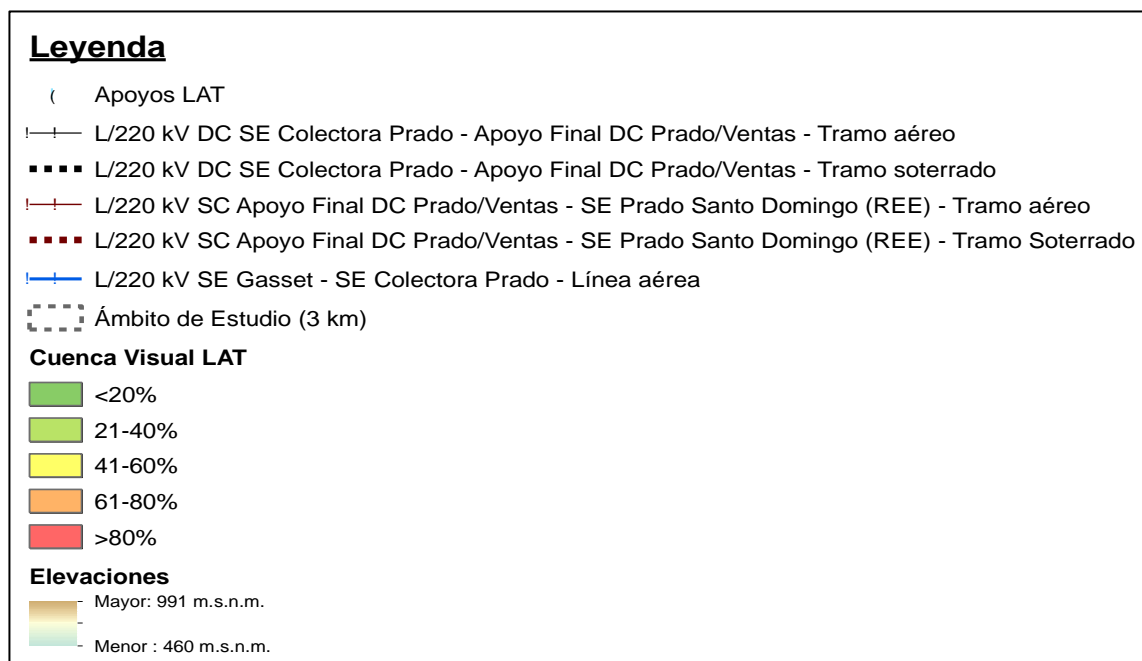 Leyenda
Apoyos LAT
L/220 kV DC SE Colectora Prado - Apoyo Final DC Prado/Ventas - Tramo aéreo
L/220 kV DC SE Colectora Prado - Apoyo Final DC Prado/Ventas - Tramo soterrado
L/220 kV SC Apoyo Final DC Prado/Ventas - SE Prado Santo Domingo (REE) - Tramo aéreo
L/220 kV SC Apoyo Final DC Prado/Ventas - SE Prado Santo Domingo (REE) - Tramo Soterrado
L/220 kV SE Gasset - SE Colectora Prado - Línea aérea
Ámbito de Estudio (3 km)
Cuenca Visual LAT
<20%
21-40%
41-60%
61-80%
>80%
Elevaciones
Mayor: 991 m.s.n.m.
Menor : 460 m.s.n.m.